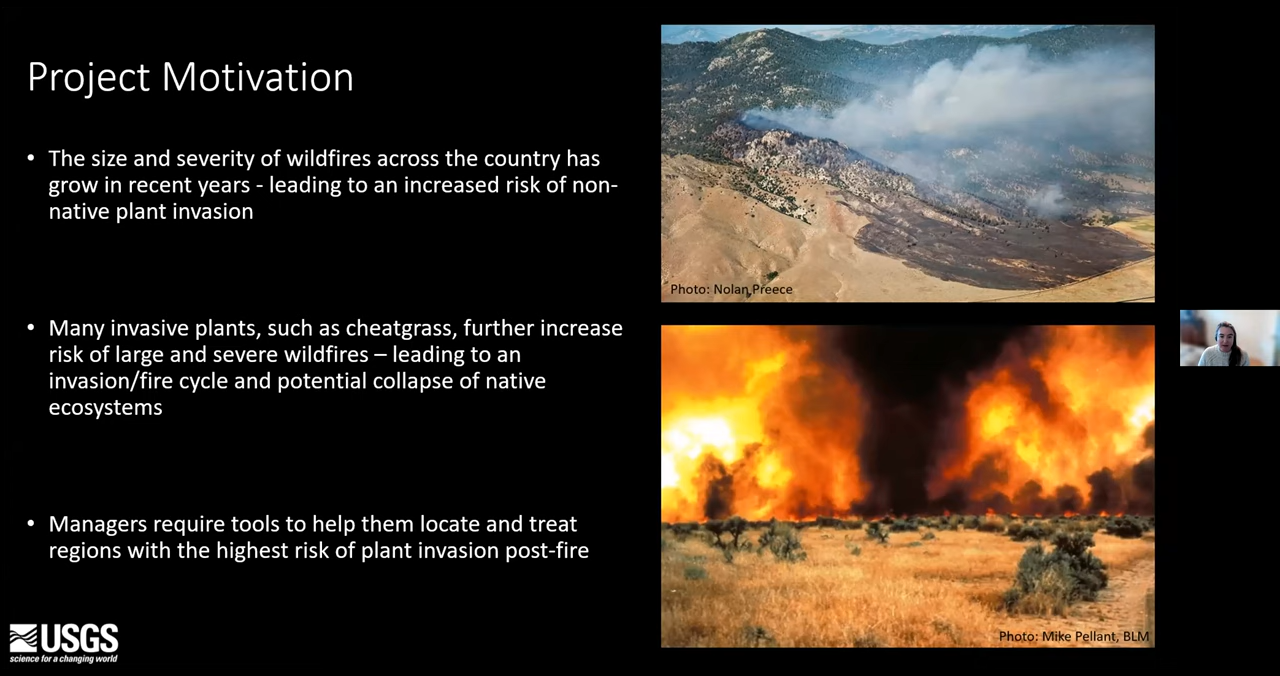 Project Motivation
• The size and severity of wildfires across the country has
grow in recent years - leading to an increased risk of non-
native plant invasion
• Many invasive plants, such as cheatgrass, further increase
risk of large and severe wildfires – leading to an
invasion/fire cycle and potential collapse of native
ecosystems
• Managers require tools to help them locate and treat
regions with the highest risk of plant invasion post-fire
USGS
science for a changing world
Photo: Nolan Preece
Photo: Mike Pellant, BLM